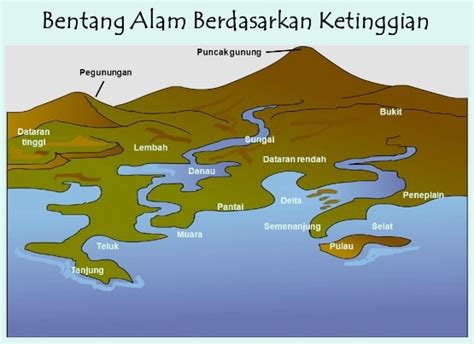 Bentang Alam Berdasarkan Ketinggian
Puncak gunung
Pegunungan
Bukit
Dataran
tinggi
Sungai
Lembah
Dataran rendah
Danau
Peneplain
Delta
Pantai
Semenanjung
Selat
Muara
Teluk
Pulau
Tanjung